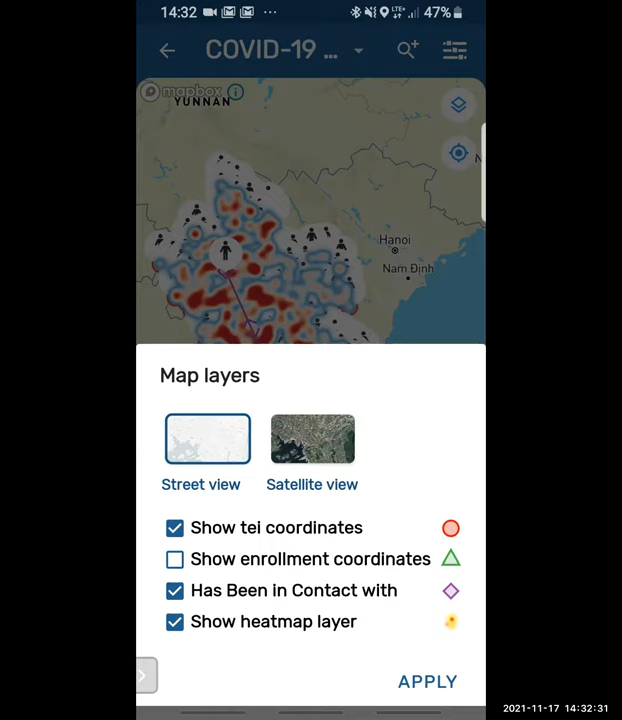 14:32 ... LTE+ 47%
COVID-19 ...
mapbox
YUNNAN
N
Hanoi
Nam Định
Map layers
Street view Satellite view
Show tei coordinates
Show enrollment coordinates
Has Been in Contact with
Show heatmap layer
APPLY
2021-11-17 14:32:31